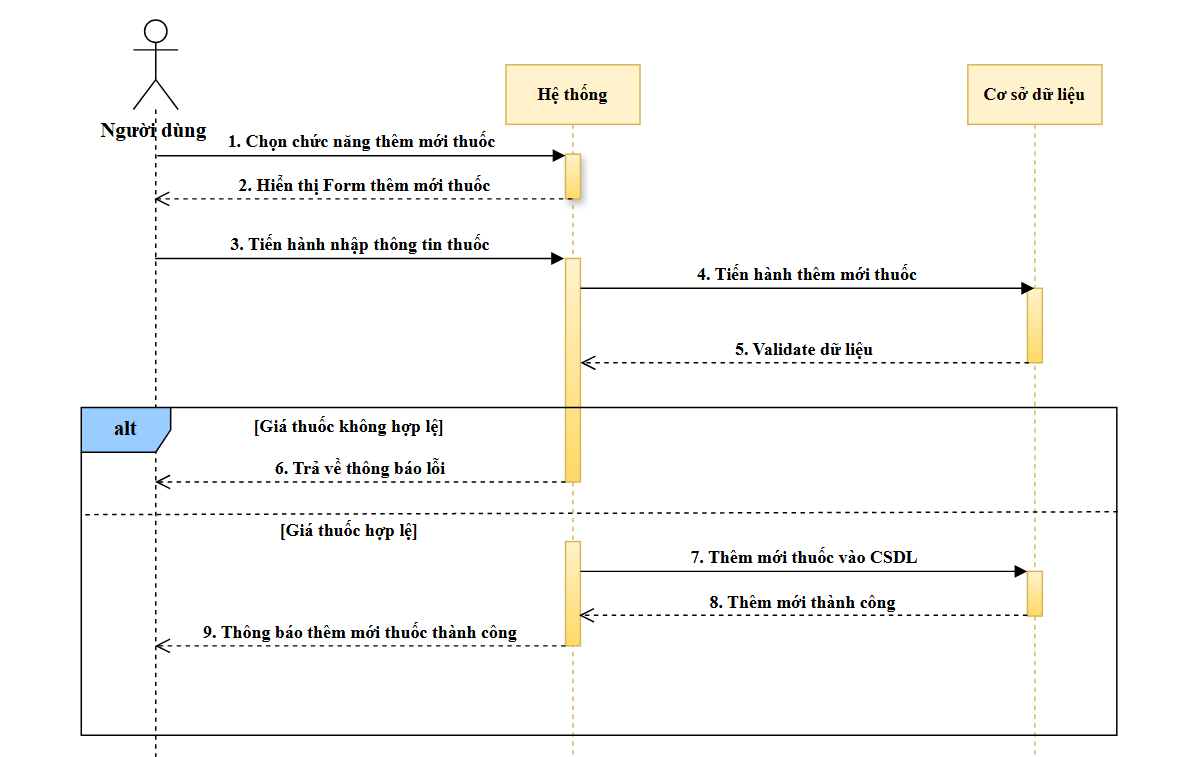 Hệ thống
Cơ sở dữ liệu
Người dùng
1. Chọn chức năng thêm mới thuốc
2. Hiển thị Form thêm mới thuốc
3. Tiến hành nhập thông tin thuốc
4. Tiến hành thêm mới thuốc
5. Validate dữ liệu
alt
[Giá thuốc không hợp lệ]
6. Trả về thông báo lỗi
[Giá thuốc hợp lệ]
7. Thêm mới thuốc vào CSDL
8. Thêm mới thành công
9. Thông báo thêm mới thuốc thành công